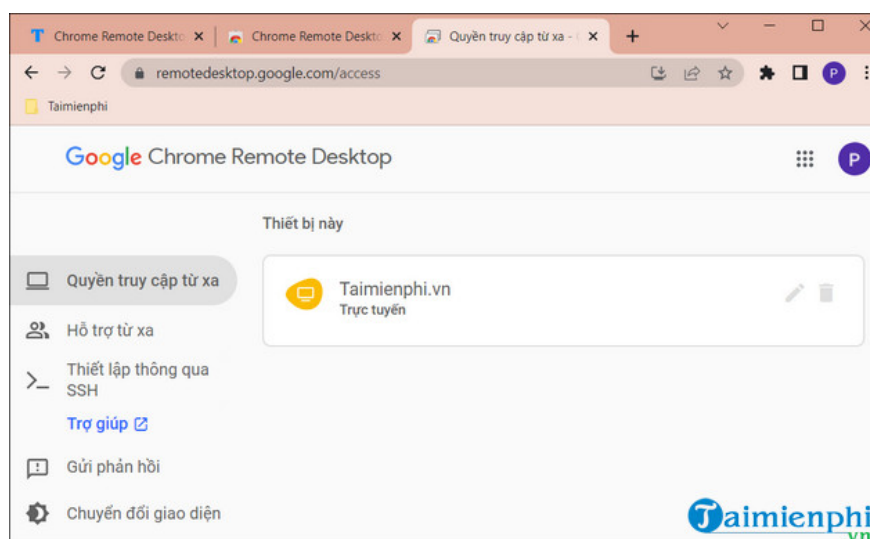 Chrome Remote Deskto
Chrome Remote Deskto
Quyền truy cập từ xa -
remotedesktop.google.com/access
P
Taimienphi
Google Chrome Remote Desktop
P
Thiết bị này
Quyền truy cập từ xa
Taimienphi.vn
Trực tuyến
Hỗ trợ từ xa
Thiết lập thông qua
SSH
Trợ giúp
Gửi phản hồi
Chuyển đổi giao diện
Taimienphi
vn